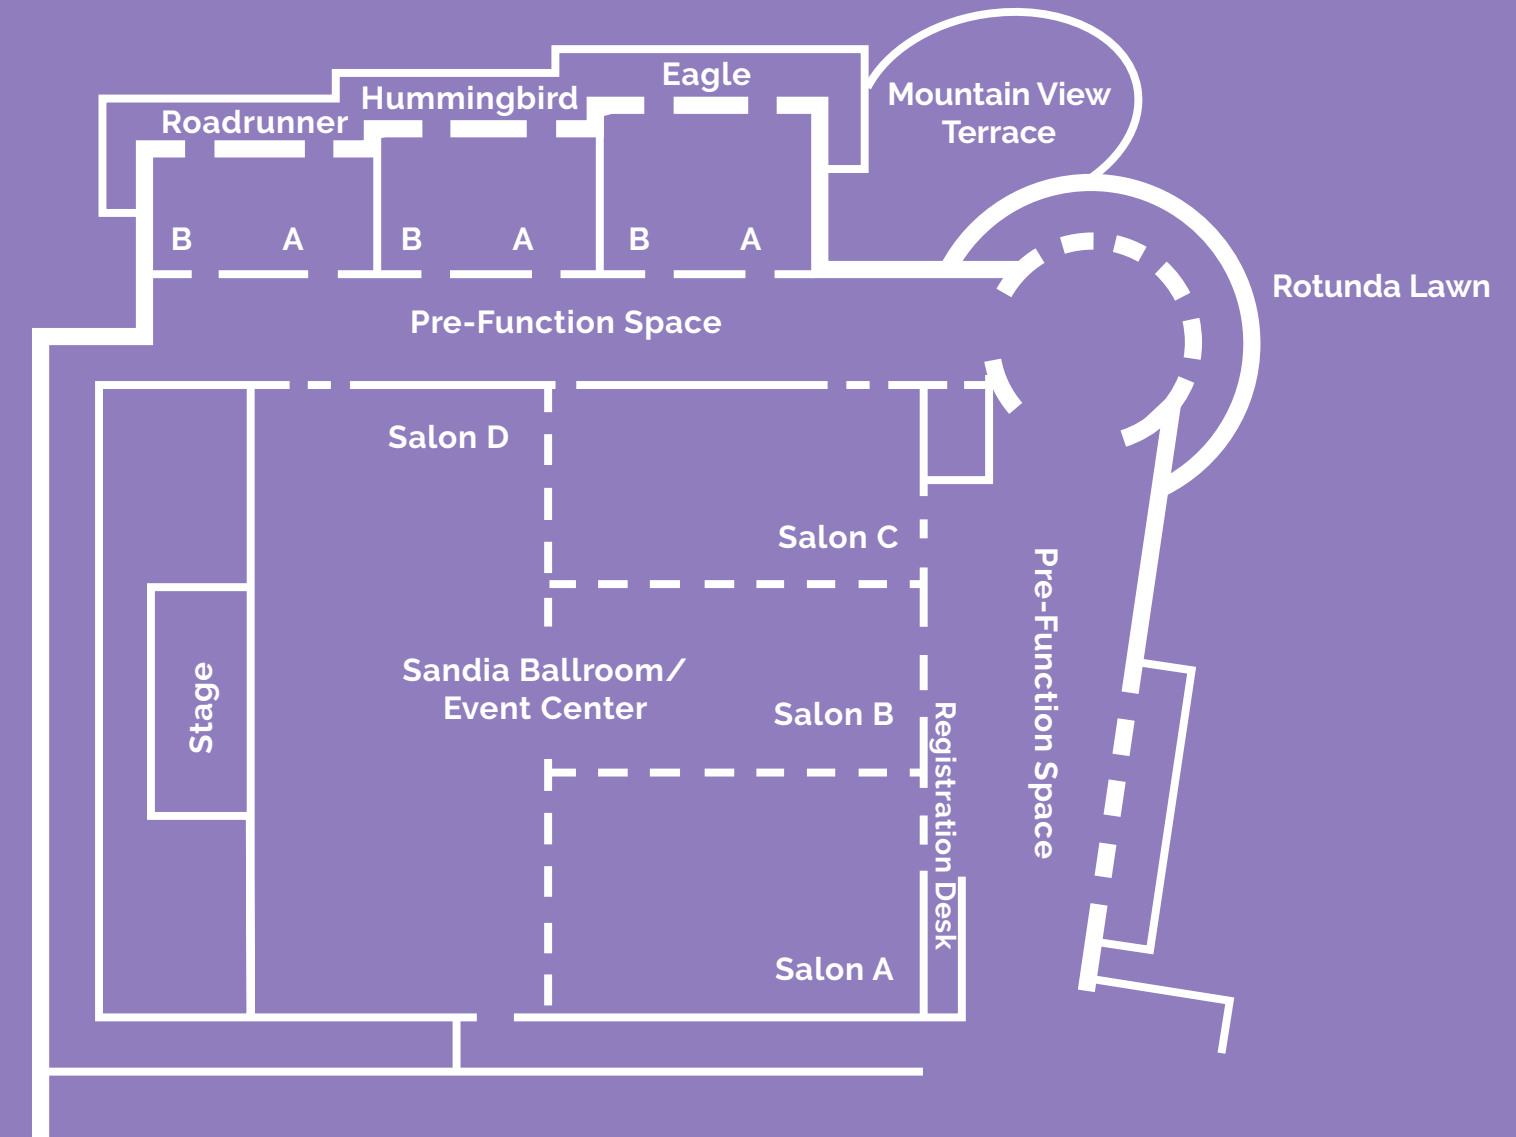 Eagle
Hummingbird
Roadrunner
Mountain View
Terrace
B
A
B
A
B
A
Rotunda Lawn
Pre-Function Space
Salon D
Salon C
Pre-Function Space
Sandia Ballroom/
Event Center
Stage
Salon B
Registration Desk
Salon A